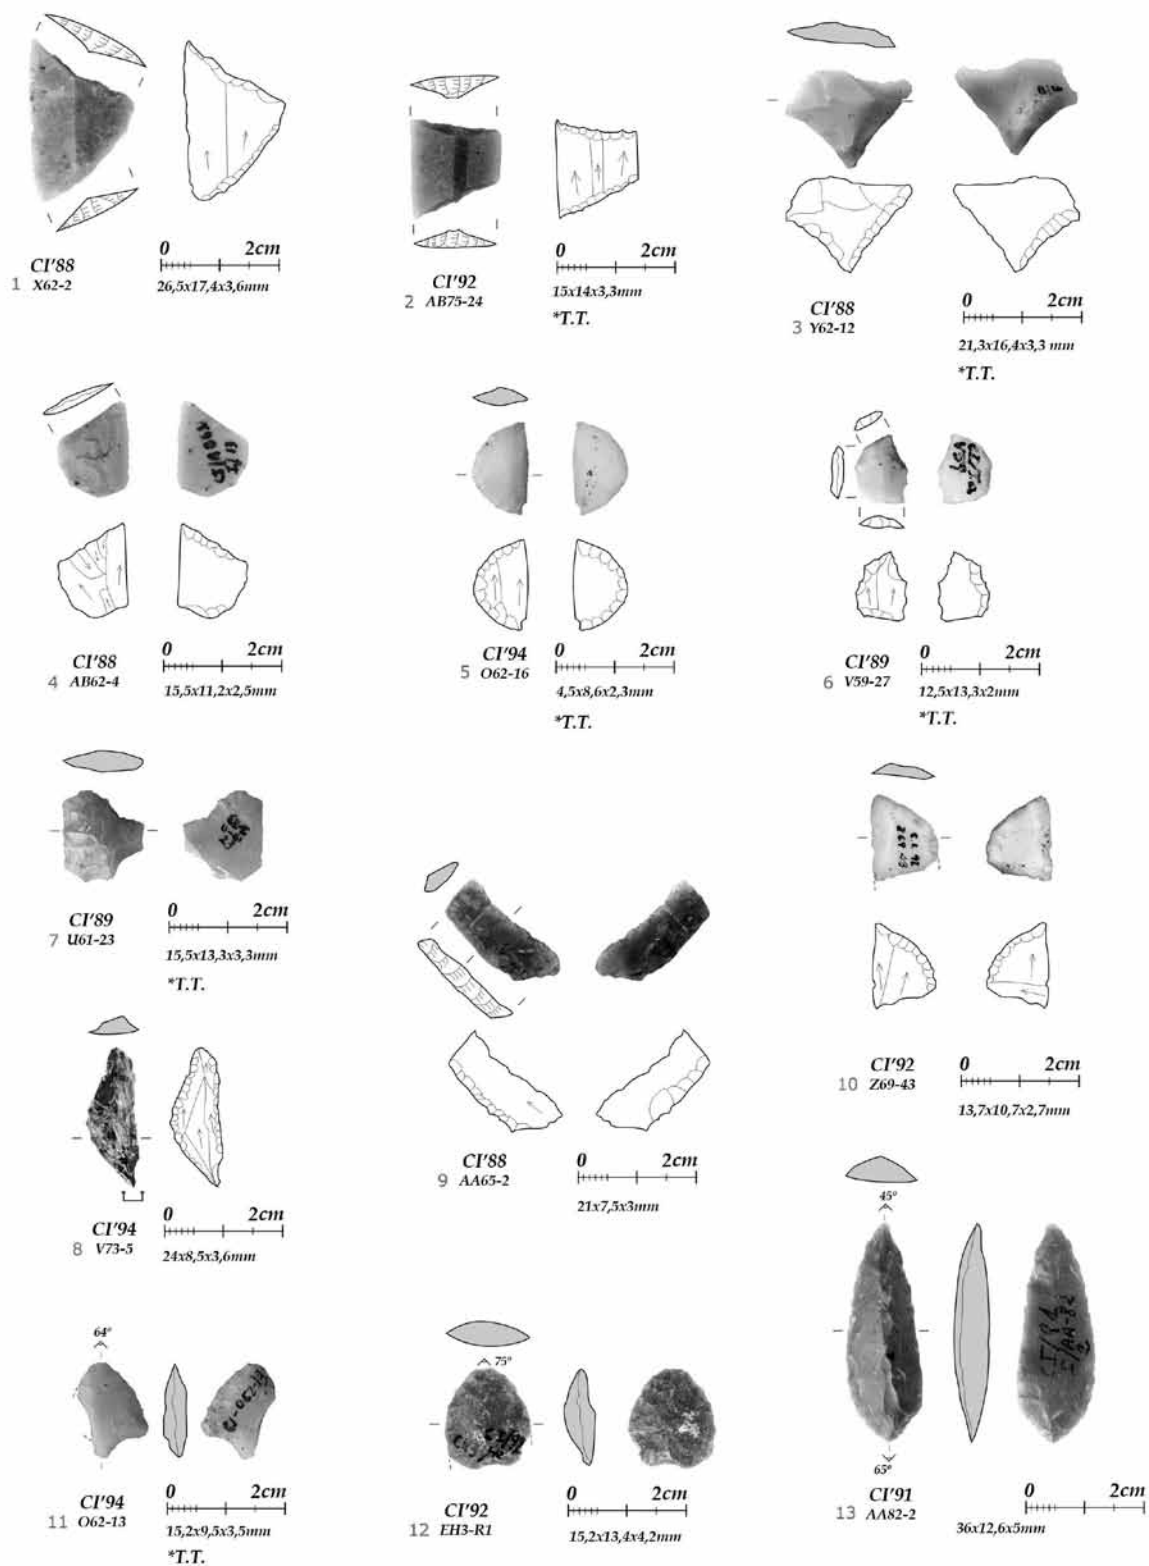 0 2cm
CI'88
1 X62-2
26,5x17,4x3,6mm
0 2cm
CI'92
2 AB75-24
15x14x3,3mm
*T.T.
0 2cm
CI'88
3 Y62-12
21,3x16,4x3,3 mm
*T.T.
0 2cm
CI'88
4 AB62-4
15,5x11,2x2,5mm
0 2cm
CI'94
5 O62-16
4,5x8,6x2,3mm
*T.T.
0 2cm
CI'89
6 V59-27
12,5x13,3x2mm
*T.T.
0 2cm
CI'89
7 U61-23
15,5x13,3x3,3mm
*T.T.
0 2cm
CI'94
8 V73-5
24x8,5x3,6mm
0 2cm
CI'88
9 AA65-2
21x7,5x3mm
0 2cm
CI'92
10 Z69-43
13,7x10,7x2,7mm
64º
0 2cm
CI'94
11 O62-13
15,2x9,5x3,5mm
*T.T.
75º
0 2cm
CI'92
12 EH3-R1
15,2x13,4x4,2mm
45º
65º
0 2cm
CI'91
13 AA82-2
36x12,6x5mm